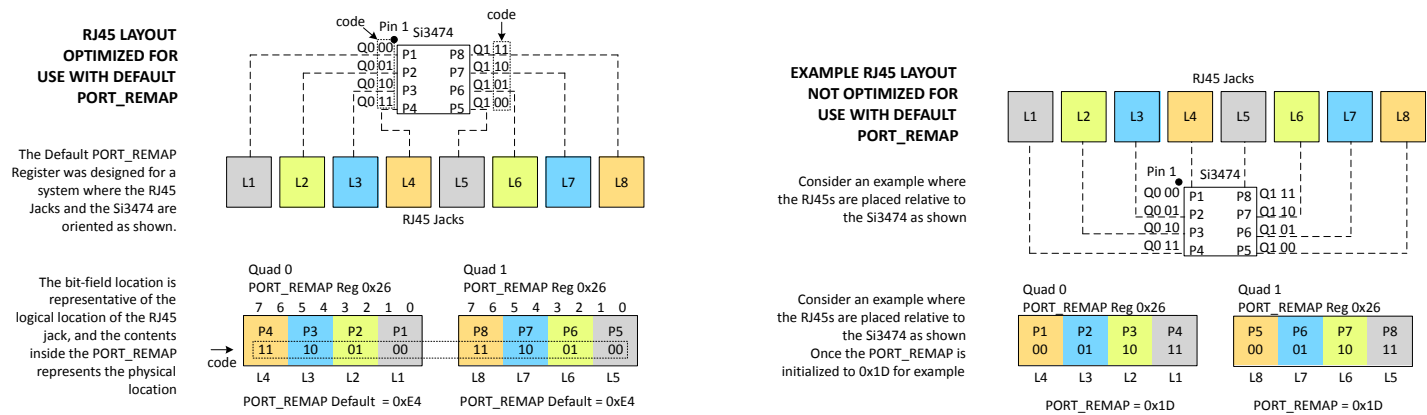 RJ45 LAYOUT
OPTIMIZED FOR
USE WITH DEFAULT
PORT_REMAP
The Default PORT_REMAP
Register was designed for a
system where the RJ45
Jacks and the Si3474 are
oriented as shown.
code Pin 1 Si3474 code
Q0 00 P1 P8 Q1 11
Q0 01 P2 P7 Q1 10
Q0 10 P3 P6 Q1 01
Q0 11 P4 P5 Q1 00
L1 L2 L3 L4 L5 L6 L7 L8
RJ45 Jacks
The bit-field location is
representative of the
logical location of the RJ45
jack, and the contents
inside the PORT_REMAP
represents the physical
location
Quad 0
PORT_REMAP Reg 0x26
7 6 5 4 3 2 1 0
P4 P3 P2 P1
11 10 01 00
code
L4 L3 L2 L1
PORT_REMAP Default = 0xE4
Quad 1
PORT_REMAP Reg 0x26
7 6 5 4 3 2 1 0
P8 P7 P6 P5
11 10 01 00
L8 L7 L6 L5
PORT_REMAP Default = 0xE4
EXAMPLE RJ45 LAYOUT
NOT OPTIMIZED FOR
USE WITH DEFAULT
PORT_REMAP
Consider an example where
the RJ45s are placed relative to
the Si3474 as shown
RJ45 Jacks
L1 L2 L3 L4 L5 L6 L7 L8
Pin 1 Si3474
Q0 00 P1 P8 Q1 11
Q0 01 P2 P7 Q1 10
Q0 10 P3 P6 Q1 01
Q0 11 P4 P5 Q1 00
Consider an example where
the RJ45s are placed relative to
the Si3474 as shown
Once the PORT_REMAP is
initialized to 0x1D for example
Quad 0
PORT_REMAP Reg 0x26
P1 P2 P3 P4
00 01 10 11
L4 L3 L2 L1
PORT_REMAP = 0x1D
Quad 1
PORT_REMAP Reg 0x26
P5 P6 P7 P8
00 01 10 11
L8 L7 L6 L5
PORT_REMAP = 0x1D